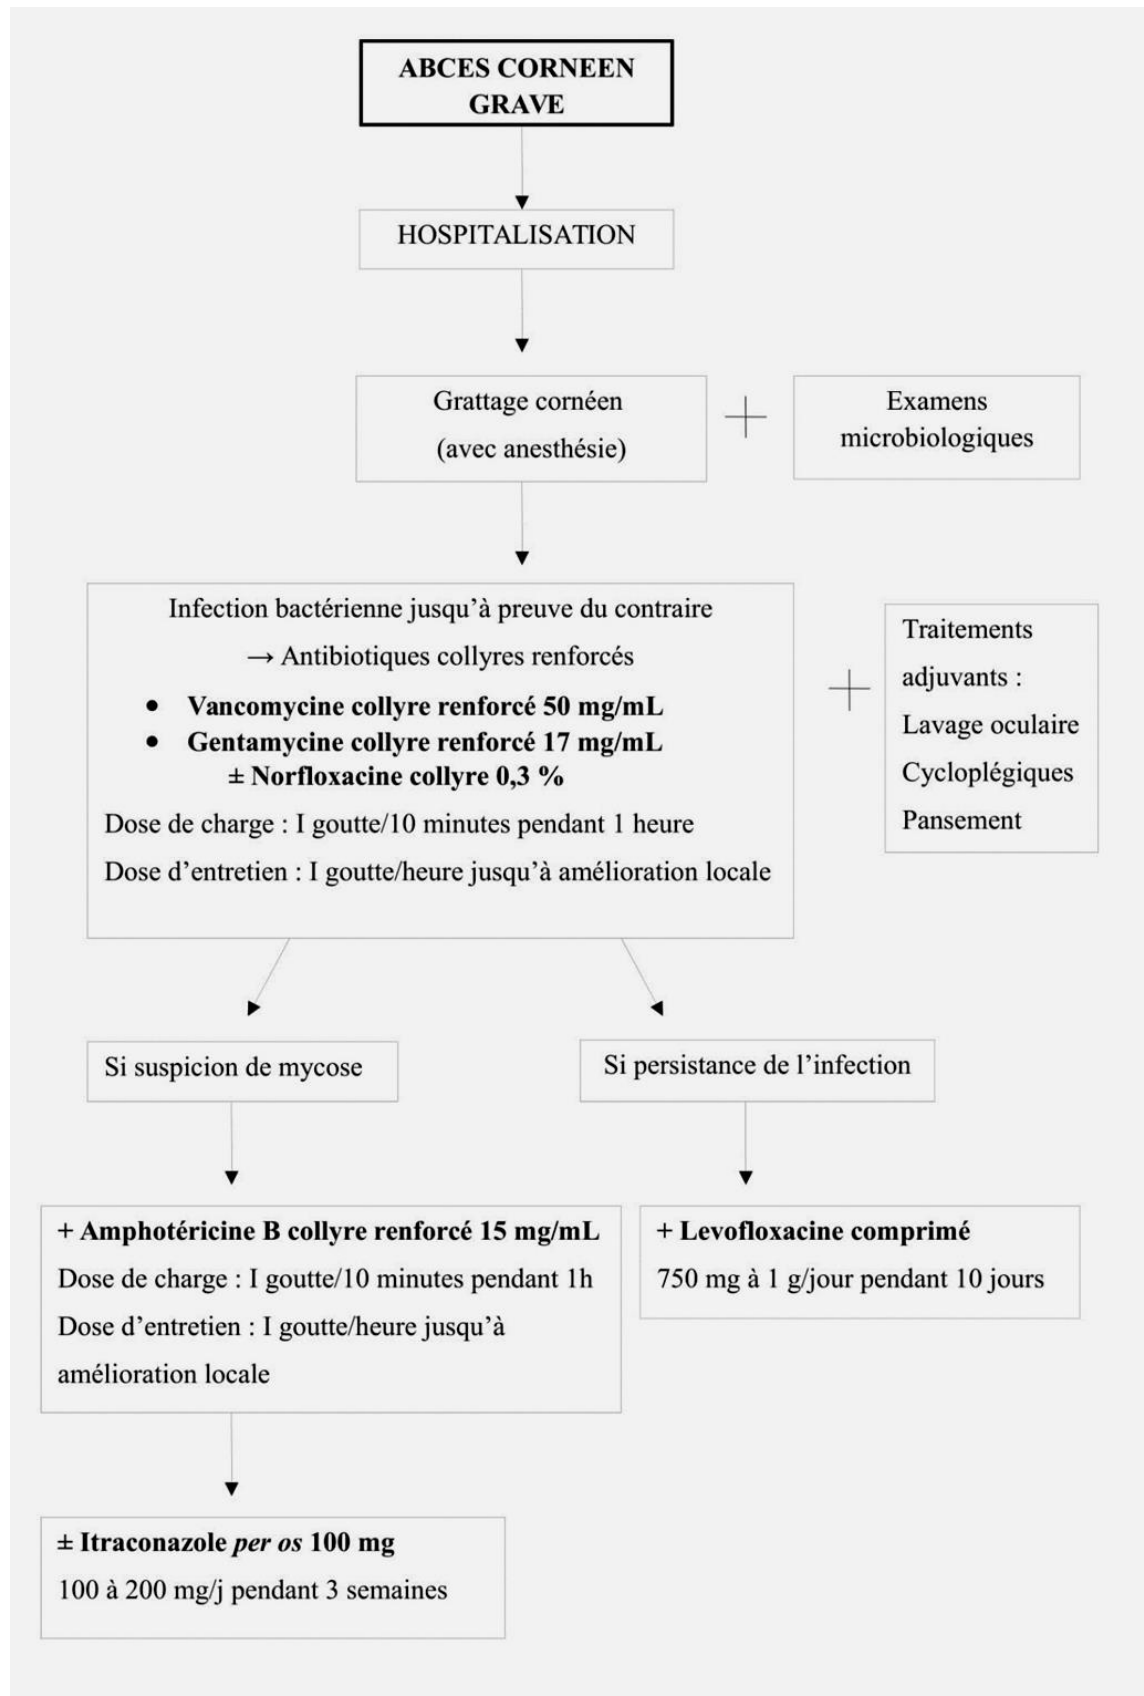 ABCES CORNEEN
GRAVE
HOSPITALISATION
Grattage cornéen
(avec anesthésie)
+
Examens
microbiologiques
Infection bactérienne jusqu’à preuve du contraire
→ Antibiotiques collyres renforcés
• Vancomycine collyre renforcé 50 mg/mL
• Gentamycine collyre renforcé 17 mg/mL
± Norfloxacine collyre 0,3 %
Dose de charge : I goutte/10 minutes pendant 1 heure
Dose d’entretien : I goutte/heure jusqu’à amélioration locale
+
Traitements
adjuvants :
Lavage oculaire
Cycloplégiques
Pansement
Si suspicion de mycose
Si persistance de l’infection
+ Amphotéricine B collyre renforcé 15 mg/mL
Dose de charge : I goutte/10 minutes pendant 1h
Dose d’entretien : I goutte/heure jusqu’à
amélioration locale
+ Levofloxacine comprimé
750 mg à 1 g/jour pendant 10 jours
± Itraconazole per os 100 mg
100 à 200 mg/j pendant 3 semaines